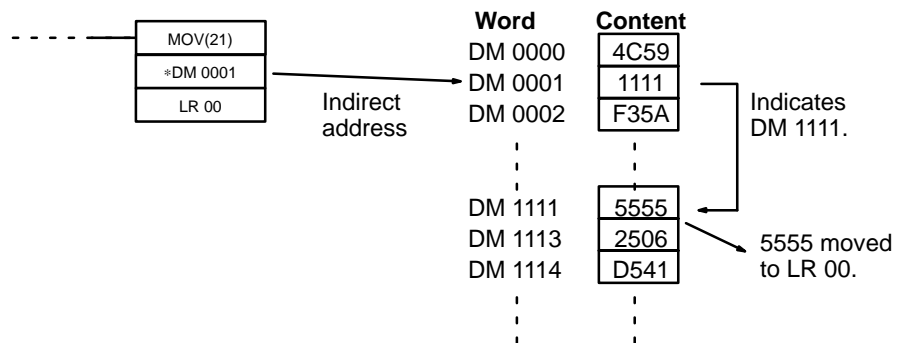 MOV(21)
*DM 0001
LR 00
Indirect
address
Word Content
DM 0000 4C59
DM 0001 1111
DM 0002 F35A
Indicates
DM 1111.
DM 1111 5555
DM 1113 2506
DM 1114 D541
5555 moved
to LR 00.